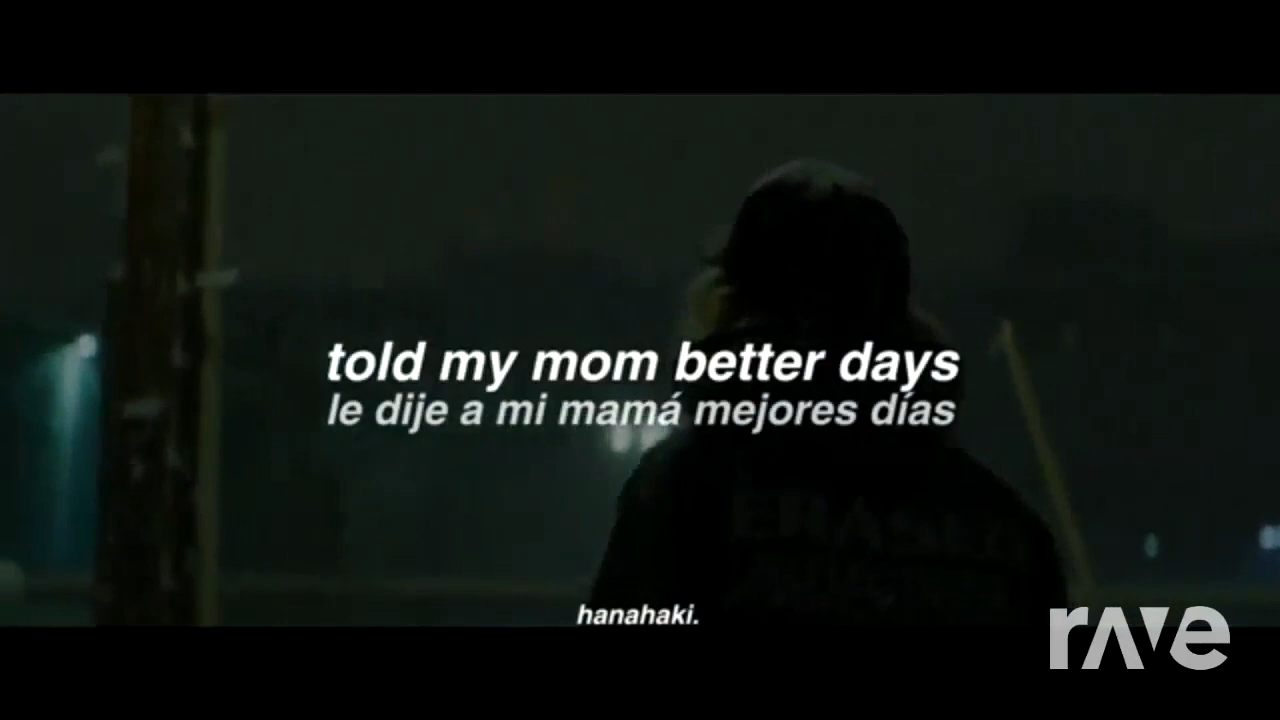 told my mom better days
le dije a mi mamá mejores días
hanahaki.
rave